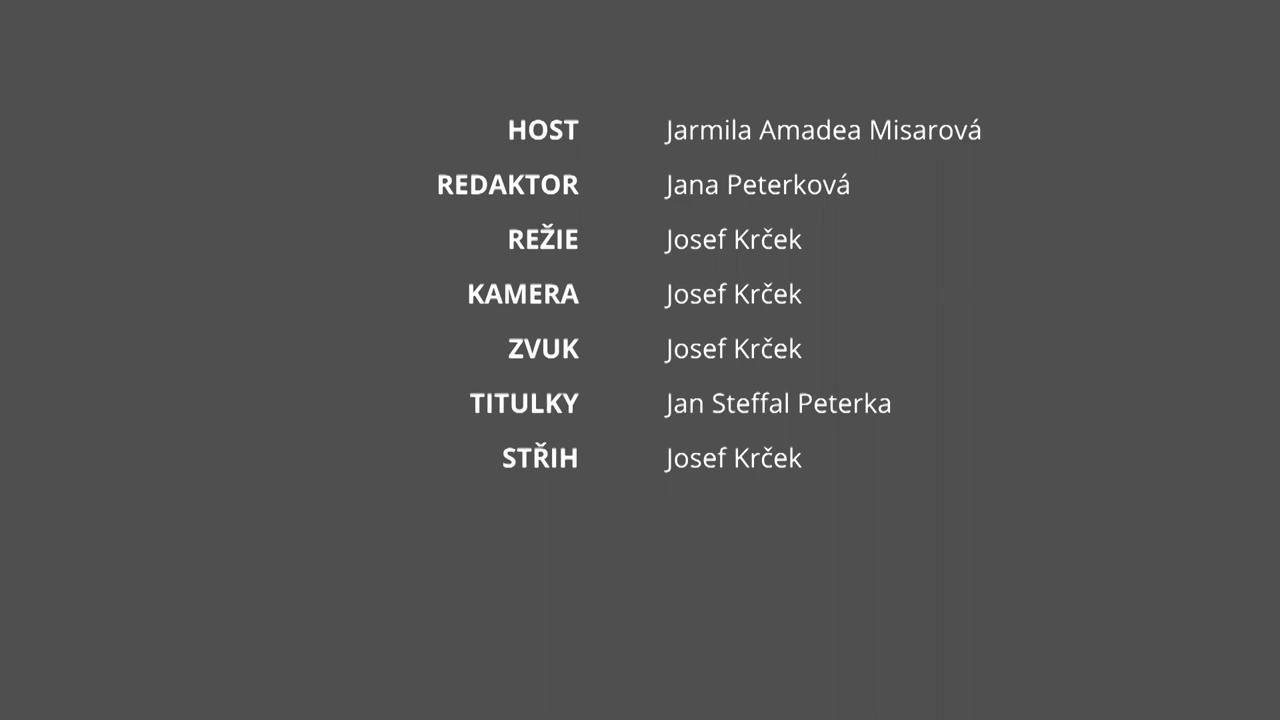 HOST Jarmila Amadea Misarová
REDAKTOR Jana Peterková
REŽIE Josef Krček
KAMERA Josef Krček
ZVUK Josef Krček
TITULKY Jan Steffal Peterka
STŘIH Josef Krček